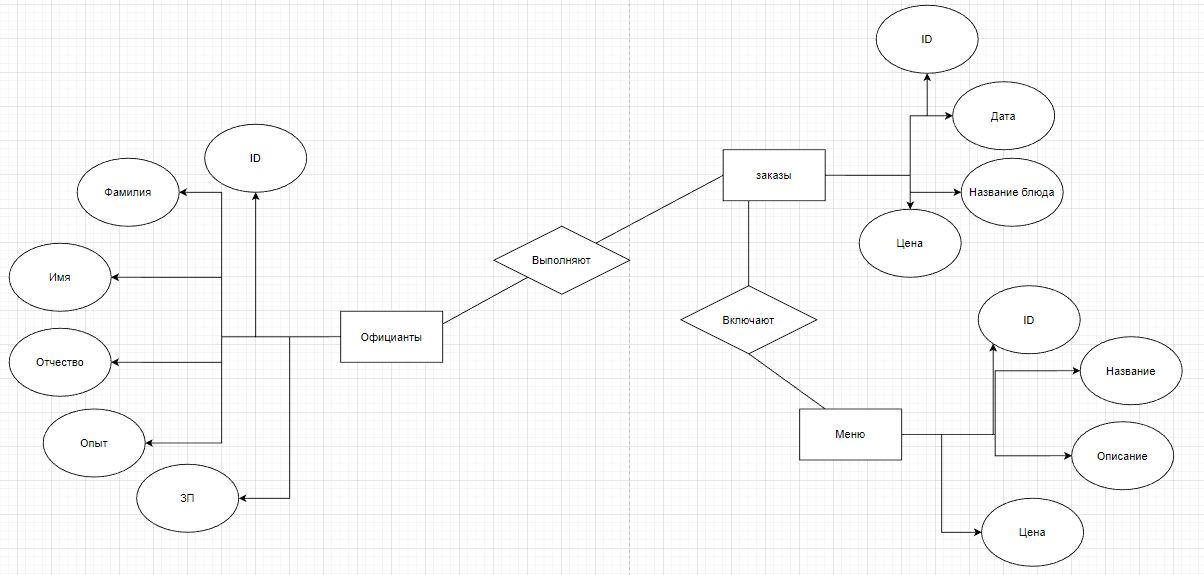 ID
Дата
ID
заказы
Фамилия
Название блюда
Цена
Выполняют
Имя
Включают
ID
Официанты
Отчество
Название
Меню
Опыт
Описание
ЗП
Цена